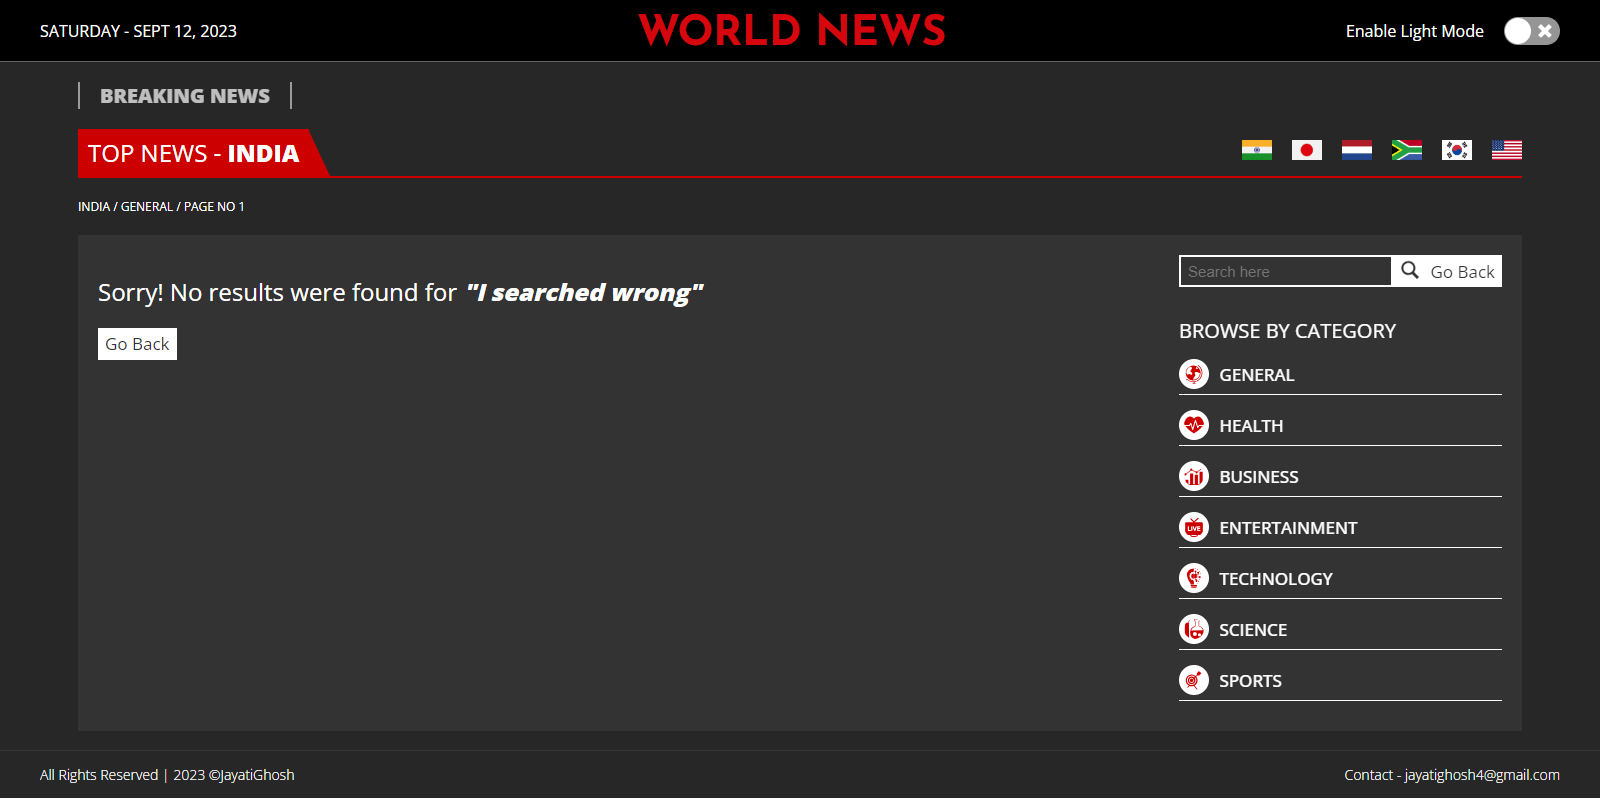 SATURDAY - SEPT 12, 2023
WORLD NEWS
Enable Light Mode
BREAKING NEWS
TOP NEWS - INDIA
INDIA / GENERAL / PAGE NO 1
Sorry! No results were found for "I searched wrong"
Go Back
Search here
Go Back
BROWSE BY CATEGORY
GENERAL
HEALTH
BUSINESS
LIVE
ENTERTAINMENT
TECHNOLOGY
SCIENCE
SPORTS
All Rights Reserved | 2023 ©JayatiGhosh
Contact - jayatighosh4@gmail.com